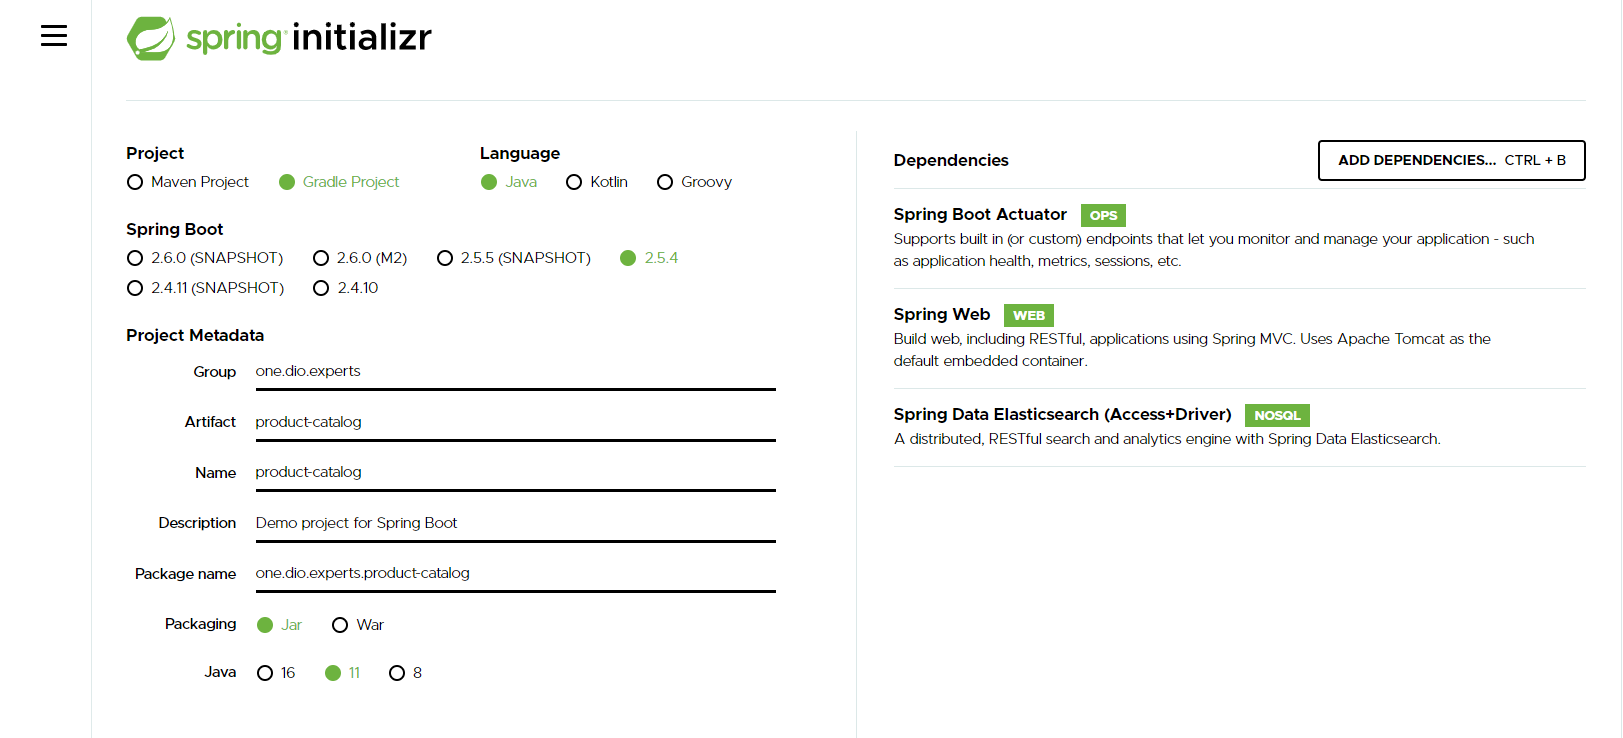 spring initializr
Project
Maven Project Gradle Project
Language
Java Kotlin Groovy
Spring Boot
2.6.0 (SNAPSHOT) 2.6.0 (M2) 2.5.5 (SNAPSHOT) 2.5.4
2.4.11 (SNAPSHOT) 2.4.10
Project Metadata
Group one.dio.experts
Artifact product-catalog
Name product-catalog
Description Demo project for Spring Boot
Package name one.dio.experts.product-catalog
Packaging Jar War
Java 16 11 8
Dependencies
ADD DEPENDENCIES... CTRL + B
Spring Boot Actuator OPS
Supports built in (or custom) endpoints that let you monitor and manage your application - such
as application health, metrics, sessions, etc.
Spring Web WEB
Build web, including RESTful, applications using Spring MVC. Uses Apache Tomcat as the
default embedded container.
Spring Data Elasticsearch (Access+Driver) NOSQL
A distributed, RESTful search and analytics engine with Spring Data Elasticsearch.